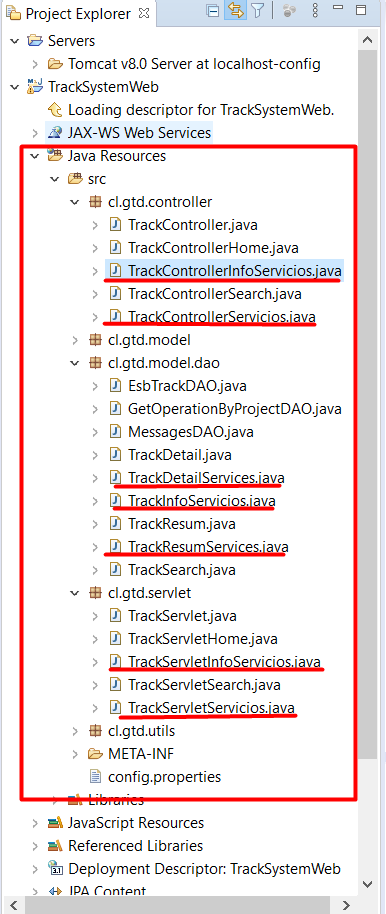 Project Explorer
Servers
Tomcat v8.0 Server at localhost-config
TrackSystemWeb
Loading descriptor for TrackSystemWeb.
JAX-WS Web Services
Java Resources
src
cl.gtd.controller
TrackController.java
TrackControllerHome.java
TrackControllerInfoServicios.java
TrackControllerSearch.java
TrackControllerServicios.java
cl.gtd.model
cl.gtd.model.dao
EsbTrackDAO.java
GetOperationByProjectDAO.java
MessagesDAO.java
TrackDetail.java
TrackDetailServices.java
TrackInfoServicios.java
TrackResum.java
TrackResumServices.java
TrackSearch.java
cl.gtd.servlet
TrackServlet.java
TrackServletHome.java
TrackServletInfoServicios.java
TrackServletSearch.java
TrackServletServicios.java
cl.gtd.utils
META-INF
config.properties
Libraries
JavaScript Resources
Referenced Libraries
Deployment Descriptor: TrackSystemWeb
JPA Content